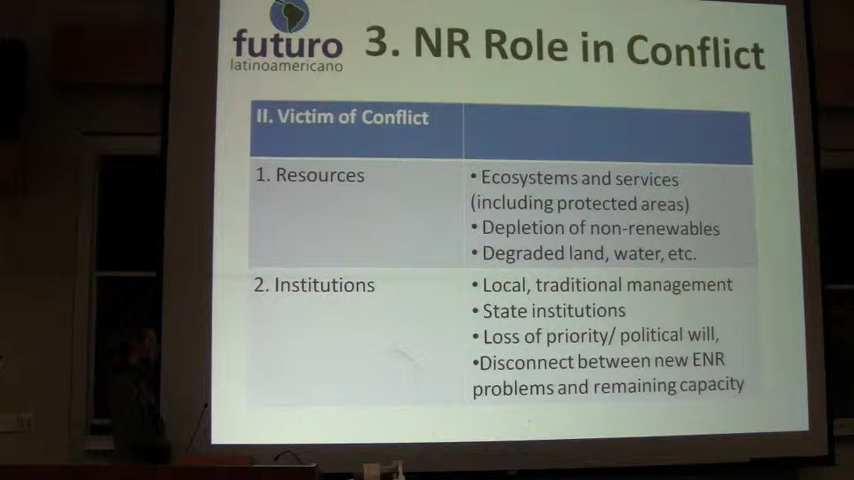 futuro
latinoamericano
3. NR Role in Conflict
II. Victim of Conflict
1. Resources
• Ecosystems and services
(including protected areas)
• Depletion of non-renewables
• Degraded land, water, etc.
2. Institutions
• Local, traditional management
• State institutions
• Loss of priority/ political will,
•Disconnect between new ENR
problems and remaining capacity